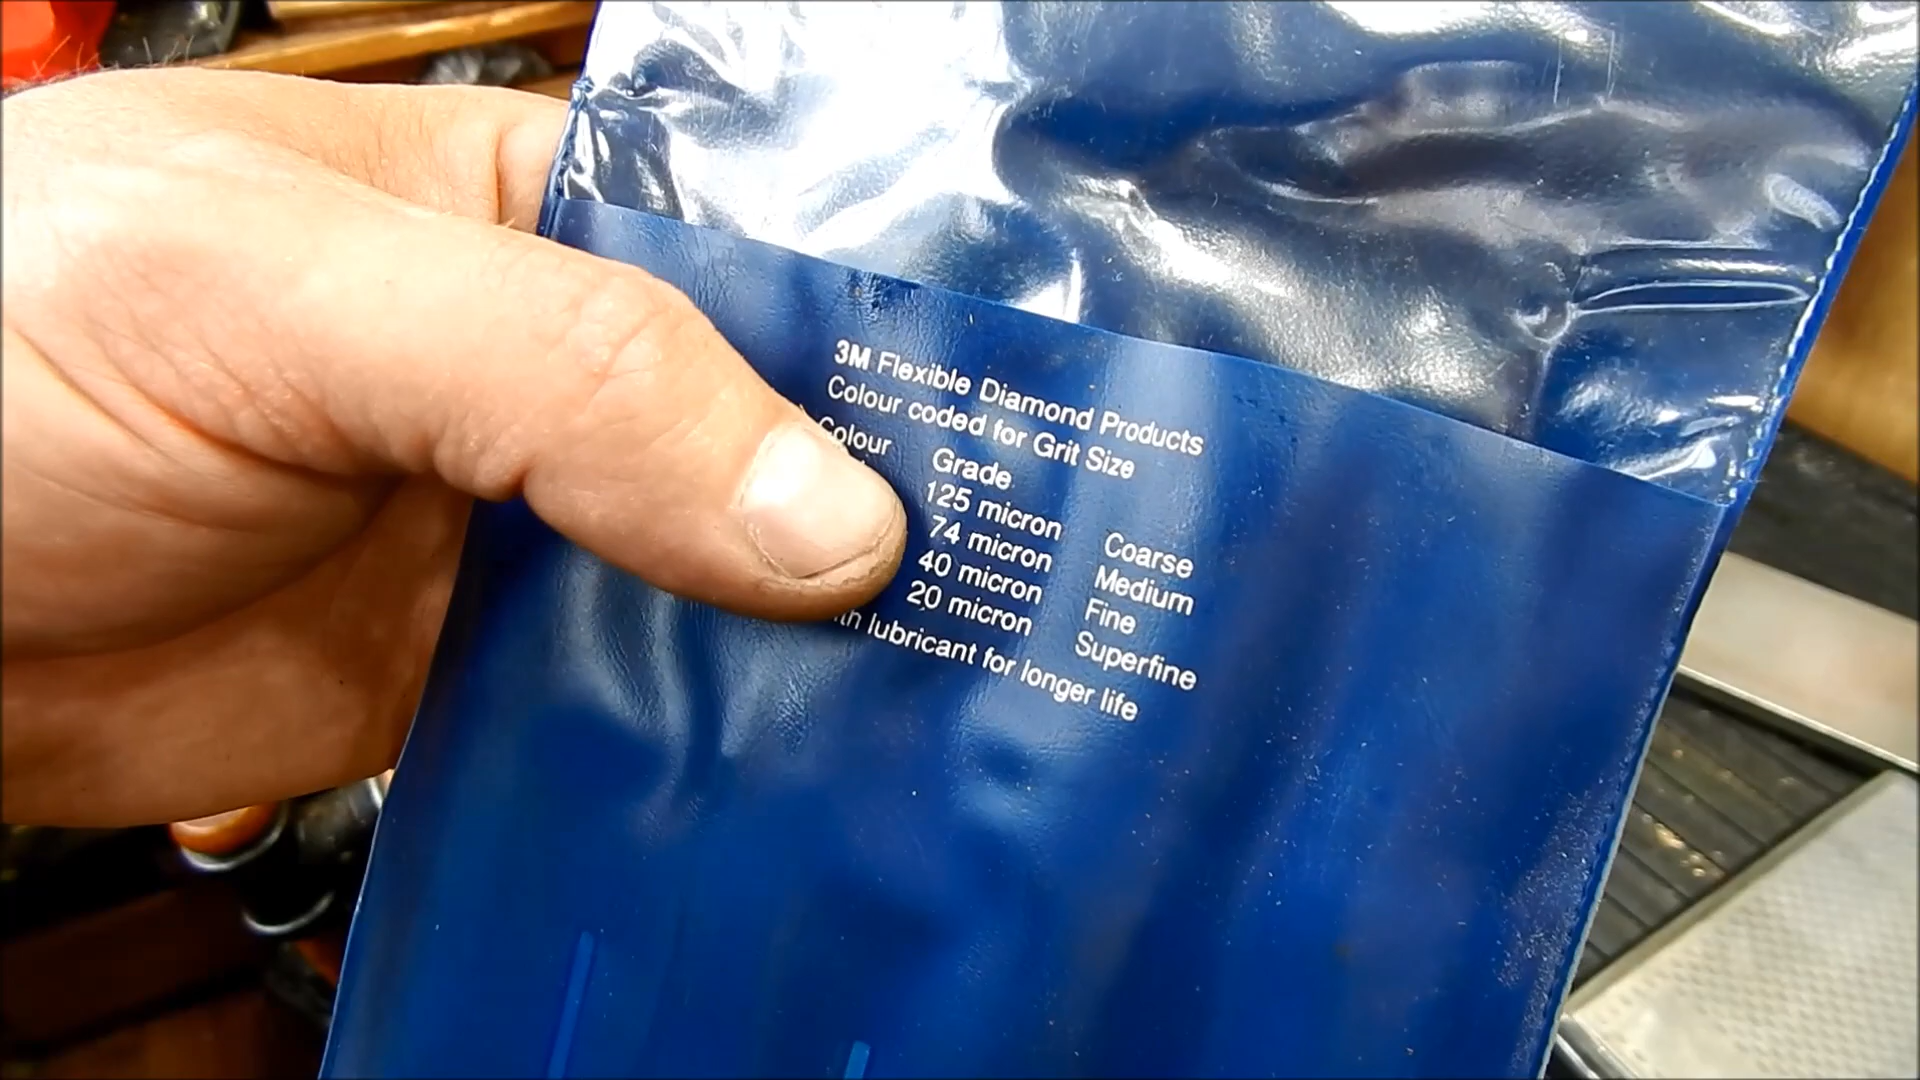 3M Flexible Diamond Products
Colour coded for Grit Size
Colour Grade
125 micron Coarse
74 micron Medium
40 micron Fine
20 micron Superfine
lubricant for longer life